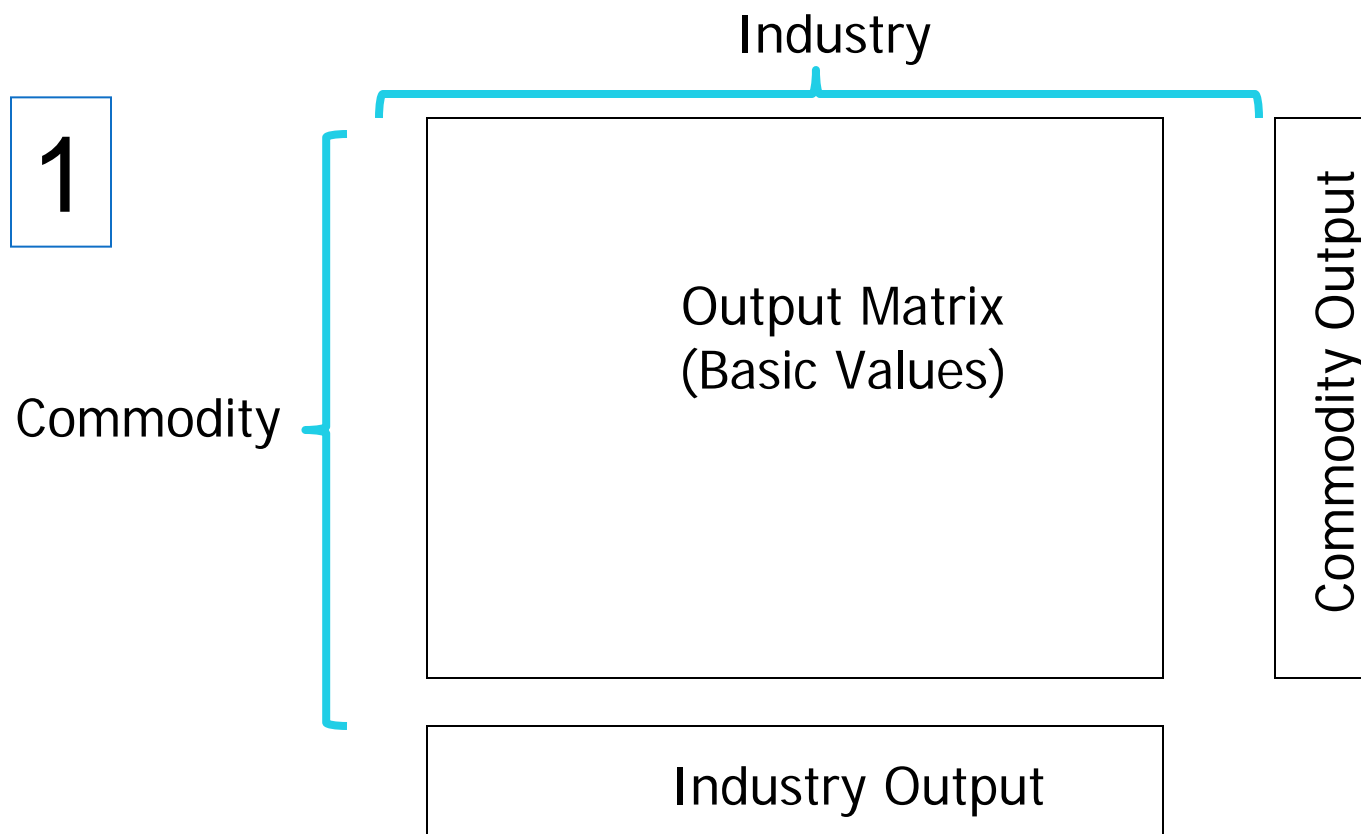 Industry
1
Output Matrix
(Basic Values)
Commodity
Commodity Output
Industry Output